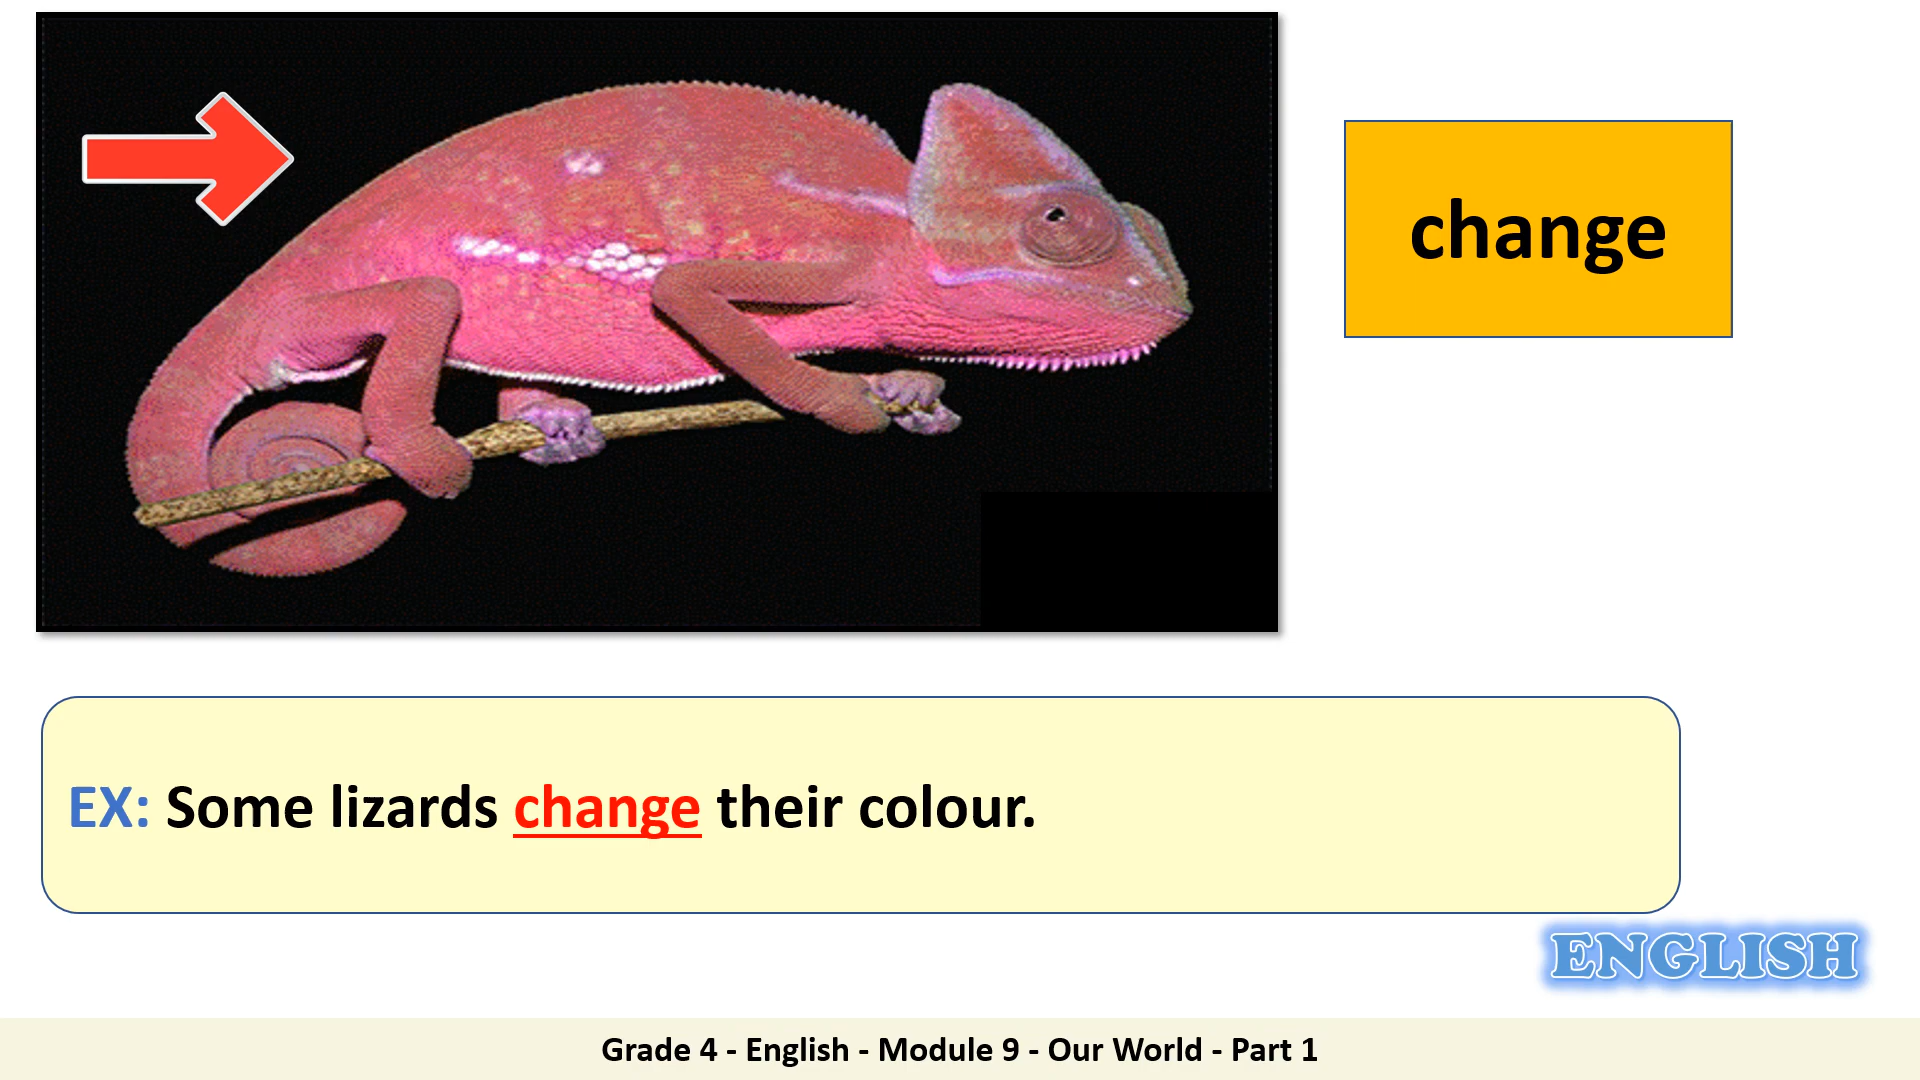 change
EX: Some lizards change their colour.
ENGLISH
Grade 4 - English - Module 9 - Our World - Part 1